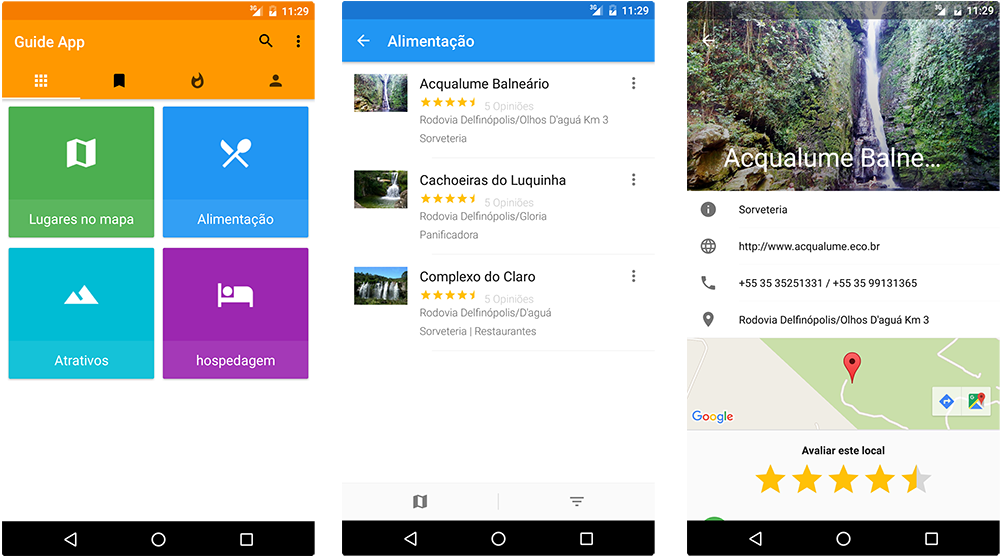 3G 11:29
Guide App
Lugares no mapa
Alimentação
Atrativos
hospedagem
3G 11:29
Alimentação
Acqualume Balneário
5 Opiniões
Rodovia Delfinópolis/Olhos D'aguá Km 3
Sorveteria
Cachoeiras do Luquinha
5 Opiniões
Rodovia Delfinópolis/Gloria
Panificadora
Complexo do Claro
5 Opiniões
Rodovia Delfinópolis/D'aguá
Sorveteria | Restaurantes
3G 11:29
Acqualume Balne...
Sorveteria
http://www.acqualume.eco.br
+55 35 35251331 / +55 35 99131365
Rodovia Delfinópolis/Olhos D'aguá Km 3
Google
Avaliar este local